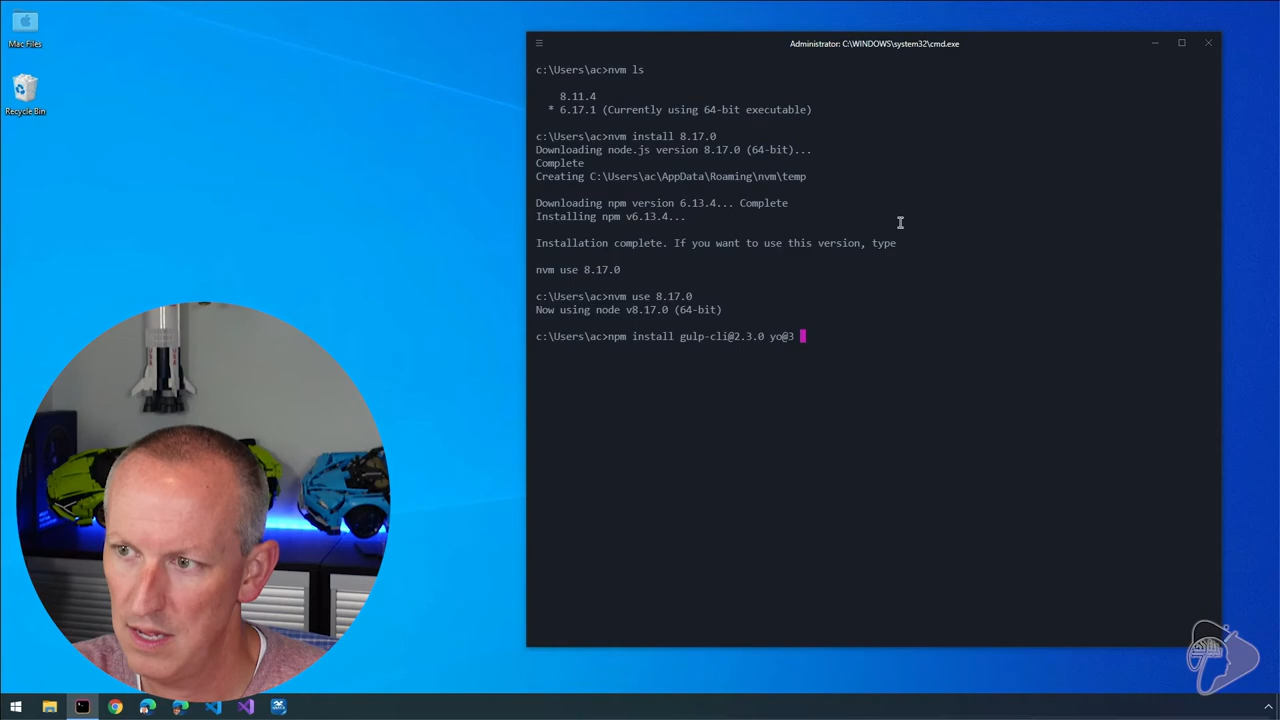 Mac Files
Recycle Bin
Administrator: C:\WINDOWS\system32\cmd.exe
c:\Users\ac>nvm ls
8.11.4
* 6.17.1 (Currently using 64-bit executable)
c:\Users\ac>nvm install 8.17.0
Downloading node.js version 8.17.0 (64-bit)...
Complete
Creating C:\Users\ac\AppData\Roaming\nvm\temp
Downloading npm version 6.13.4... Complete
Installing npm v6.13.4...
Installation complete. If you want to use this version, type
nvm use 8.17.0
c:\Users\ac>nvm use 8.17.0
Now using node v8.17.0 (64-bit)
c:\Users\ac>npm install gulp-cli@2.3.0 yo@3